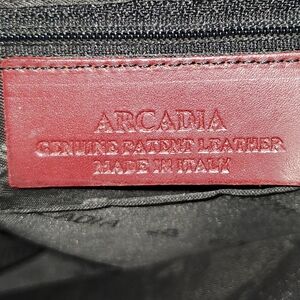 ARCADIA
GENUINE PATENT LEATHER
MADE IN ITALY